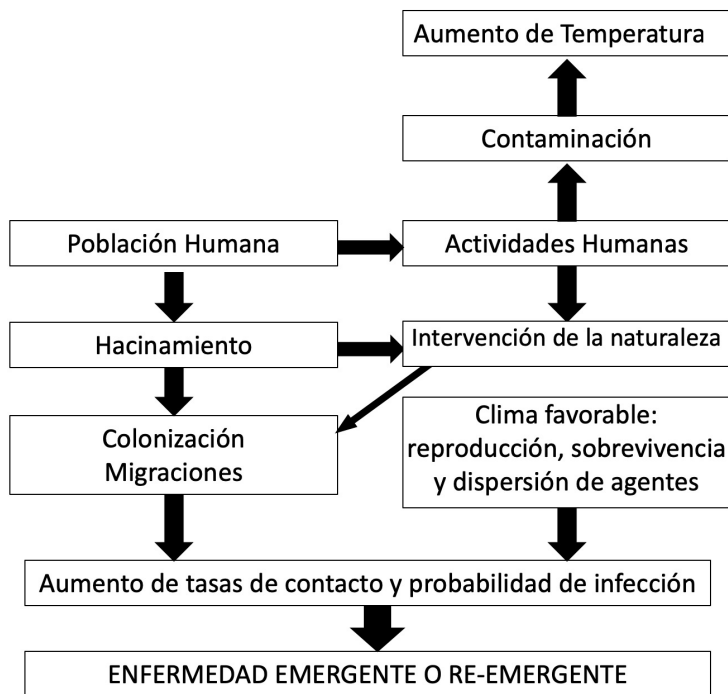 Aumento de Temperatura
Contaminación
Población Humana
Actividades Humanas
Hacinamiento
Intervención de la naturaleza
Colonización
Migraciones
Clima favorable:
reproducción, sobrevivencia
y dispersión de agentes
Aumento de tasas de contacto y probabilidad de infección
ENFERMEDAD EMERGENTE O RE-EMERGENTE